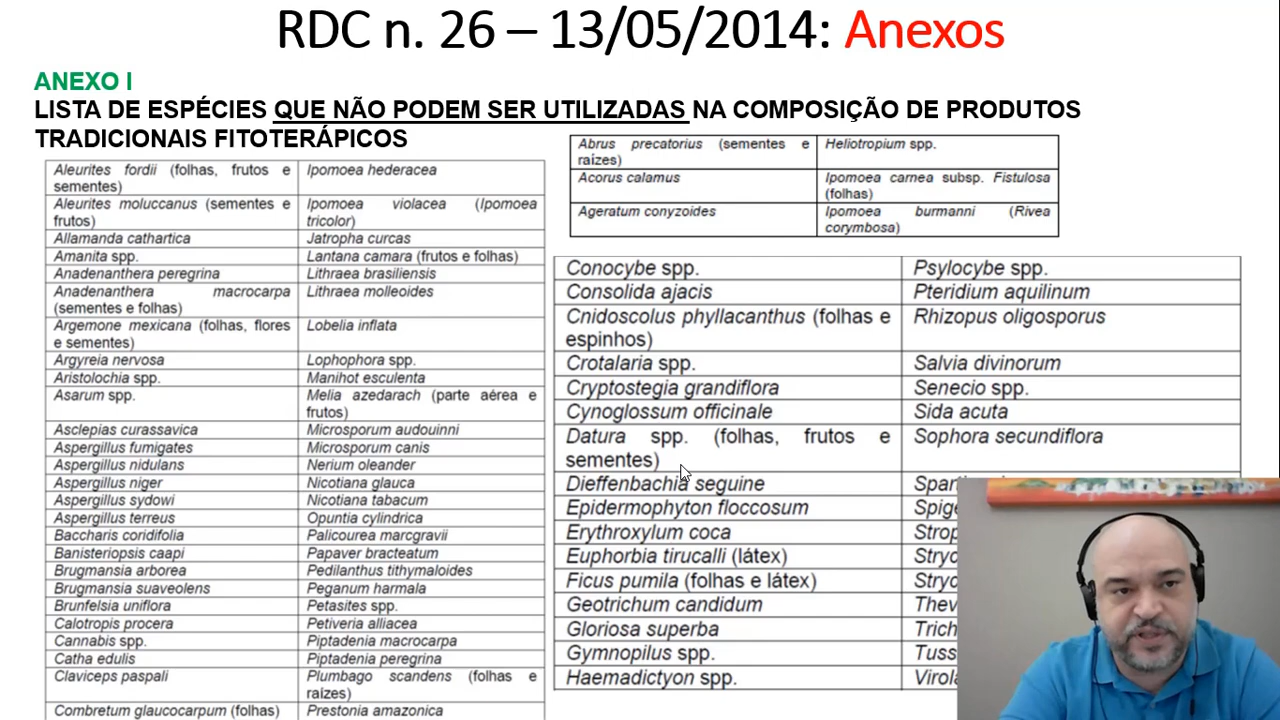 RDC n. 26 – 13/05/2014: Anexos
ANEXO I
LISTA DE ESPÉCIES QUE NÃO PODEM SER UTILIZADAS NA COMPOSIÇÃO DE PRODUTOS
TRADICIONAIS FITOTERÁPICOS
Abrus precatorius (sementes e
raízes)
Heliotropium spp.
Acorus calamus
Ipomoea carnea subsp. Fistulosa
(folhas)
Ageratum conyzoides
Ipomoea burmanni (Rivea
corymbosa)
Aleurites fordii (folhas, frutos e
sementes)
Ipomoea hederacea
Aleurites moluccanus (sementes e
frutos)
Ipomoea violacea (Ipomoea
tricolor)
Allamanda cathartica
Jatropha curcas
Amanita spp.
Lantana camara (frutos e folhas)
Anadenanthera peregrina
Lithraea brasiliensis
Anadenanthera macrocarpa
(sementes e folhas)
Lithraea molleoides
Argemone mexicana (folhas, flores
e sementes)
Lobelia inflata
Argyreia nervosa
Lophophora spp.
Aristolochia spp.
Manihot esculenta
Asarum spp.
Melia azedarach (parte aérea e
frutos)
Asclepias curassavica
Microsporum audouinni
Aspergillus fumigates
Microsporum canis
Aspergillus nidulans
Nerium oleander
Aspergillus niger
Nicotiana glauca
Aspergillus sydowi
Nicotiana tabacum
Aspergillus terreus
Opuntia cylindrica
Baccharis coridifolia
Palicourea marcgravii
Banisteriopsis caapi
Papaver bracteatum
Brugmansia arborea
Pedilanthus tithymaloides
Brugmansia suaveolens
Peganum harmala
Brunfelsia uniflora
Petasites spp.
Calotropis procera
Petiveria alliacea
Cannabis spp.
Piptadenia macrocarpa
Catha edulis
Piptadenia peregrina
Claviceps paspali
Plumbago scandens (folhas e
raízes)
Combretum glaucocarpum (folhas)
Prestonia amazonica
Conocybe spp.
Psylocybe spp.
Consolida ajacis
Pteridium aquilinum
Cnidoscolus phyllacanthus (folhas e
espinhos)
Rhizopus oligosporus
Crotalaria spp.
Salvia divinorum
Cryptostegia grandiflora
Senecio spp.
Cynoglossum officinale
Sida acuta
Datura spp. (folhas, frutos e
sementes)
Sophora secundiflora
Dieffenbachia seguine
Spart
Epidermophyton floccosum
Spige
Erythroxylum coca
Strop
Euphorbia tirucalli (látex)
Stryc
Ficus pumila (folhas e látex)
Stryc
Geotrichum candidum
Thev
Gloriosa superba
Trich
Gymnopilus spp.
Tuss
Haemadictyon spp.
Virola